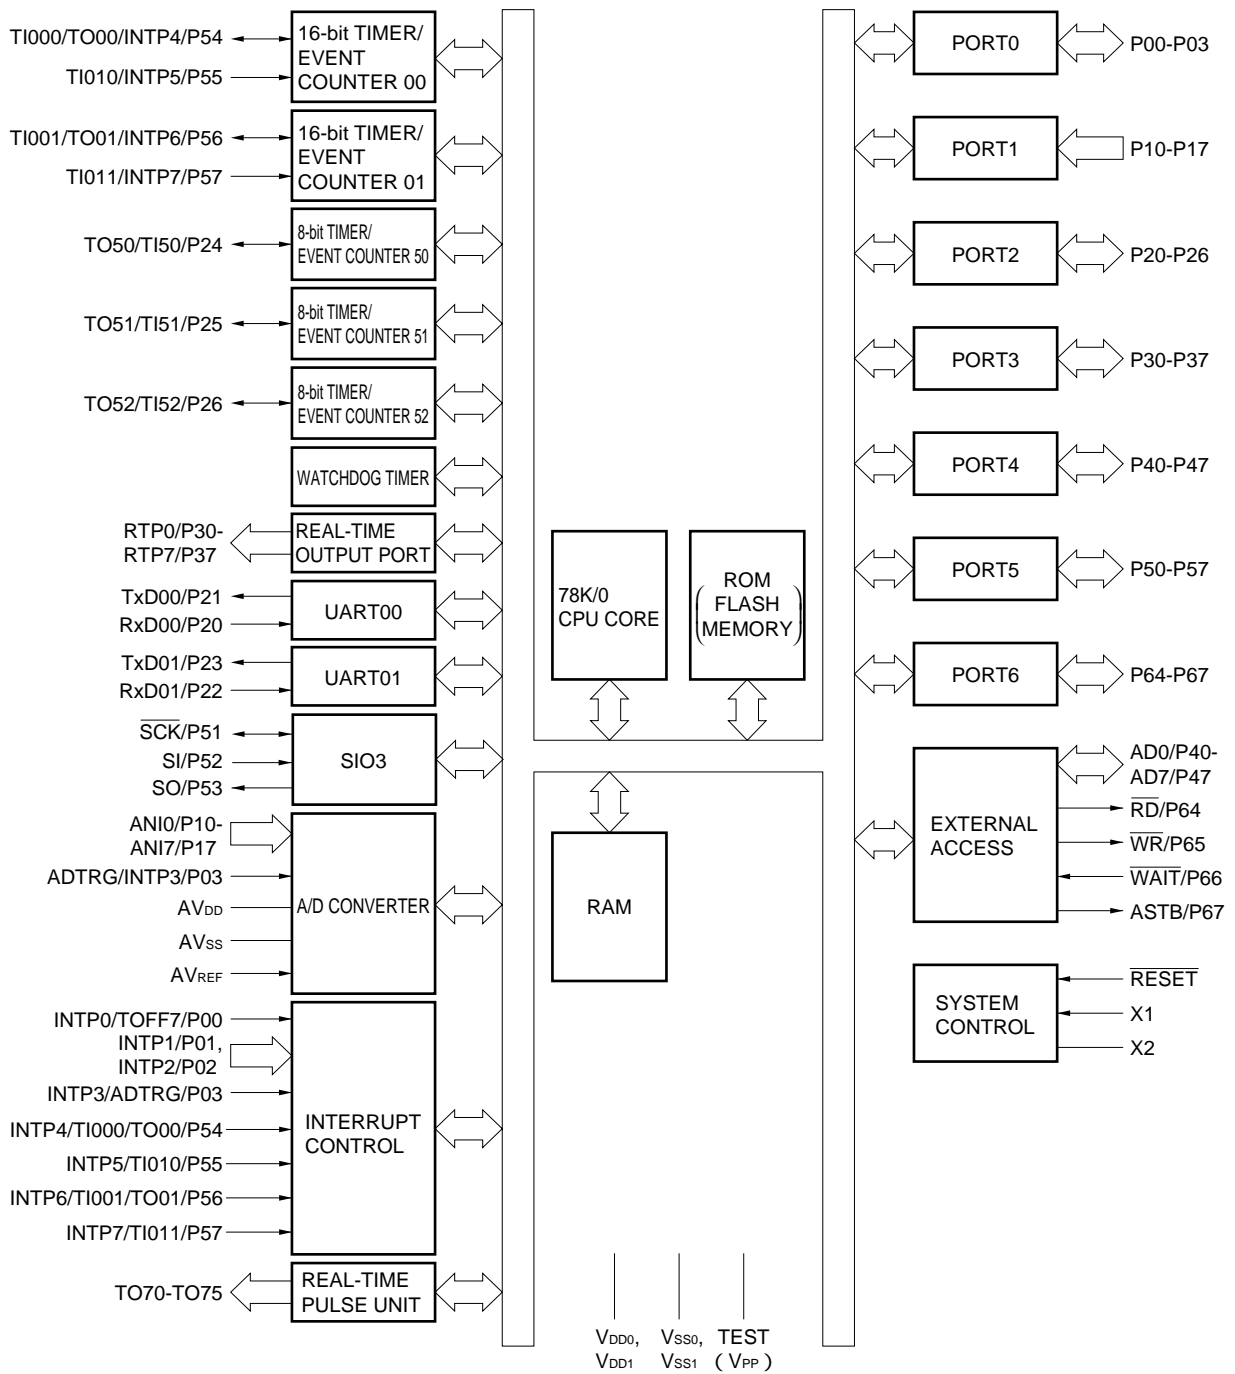 TI000/TO00/INTP4/P54
TI010/INTP5/P55
16-bit TIMER/
EVENT
COUNTER 00
TI001/TO01/INTP6/P56
TI011/INTP7/P57
16-bit TIMER/
EVENT
COUNTER 01
TO50/TI50/P24
8-bit TIMER/
EVENT COUNTER 50
TO51/TI51/P25
8-bit TIMER/
EVENT COUNTER 51
TO52/TI52/P26
8-bit TIMER/
EVENT COUNTER 52
WATCHDOG TIMER
RTP0/P30-
RTP7/P37
REAL-TIME
OUTPUT PORT
TxD00/P21
RxD00/P20
UART00
TxD01/P23
RxD01/P22
UART01
SCK/P51
SI/P52
SO/P53
SIO3
ANI0/P10-
ANI7/P17
ADTRG/INTP3/P03
AVDD
AVSS
AVREF
A/D CONVERTER
INTP0/TOFF7/P00
INTP1/P01,
INTP2/P02
INTP3/ADTRG/P03
INTP4/TI000/TO00/P54
INTP5/TI010/P55
INTP6/TI001/TO01/P56
INTP7/TI011/P57
INTERRUPT
CONTROL
TO70-TO75
REAL-TIME
PULSE UNIT
78K/0
CPU CORE
ROM
(FLASH
MEMORY)
RAM
VDD0,
VDD1
VSS0,
VSS1
TEST
(VPP)
PORT0
P00-P03
PORT1
P10-P17
PORT2
P20-P26
PORT3
P30-P37
PORT4
P40-P47
PORT5
P50-P57
PORT6
P64-P67
EXTERNAL
ACCESS
AD0/P40-
AD7/P47
RD/P64
WR/P65
WAIT/P66
ASTB/P67
SYSTEM
CONTROL
RESET
X1
X2